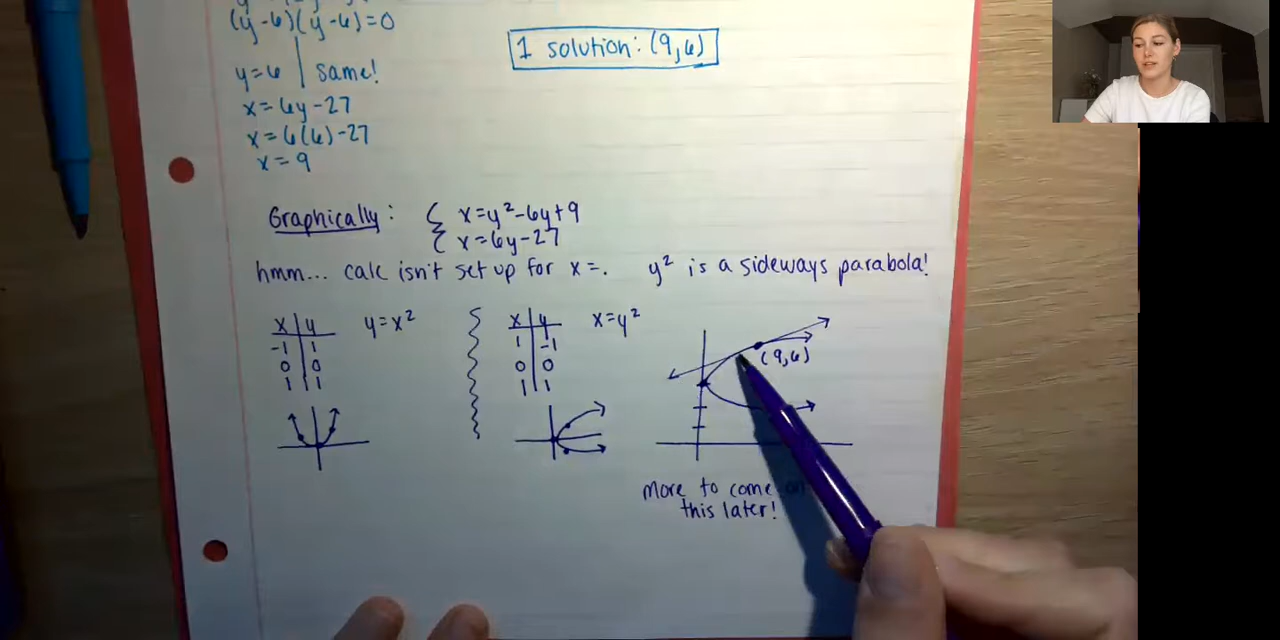 (y-6)(y-6)=0
y=6 | same!
x=6y-27
x=6(6)-27
x=9
1 solution: (9,6)
Graphically: { x=y²-6y+9
{ x=6y-27
hmm... calc isn't set up for x=. y² is a sideways parabola!
x | y y=x²
-1 | 1
0 | 0
1 | 1
x | y x=y²
1 | -1
0 | 0
1 | 1
(9,6)
More to come on
this later!